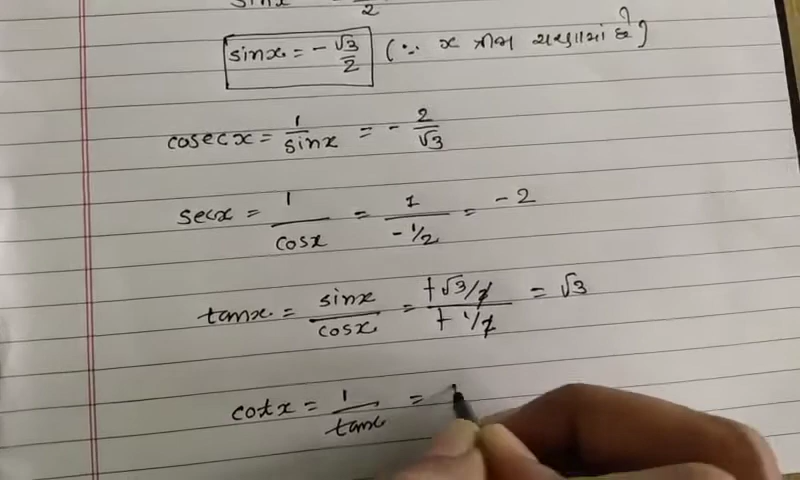 sinx = - √3/2 (∵ x ત્રીજા ચરણમાં છે)
cosecx = 1/sinx = - 2/√3
secx = 1/cosx = 1/-1/2 = -2
tanx = sinx/cosx = +√3/2/+1/2 = √3
cotx = 1/tanx =